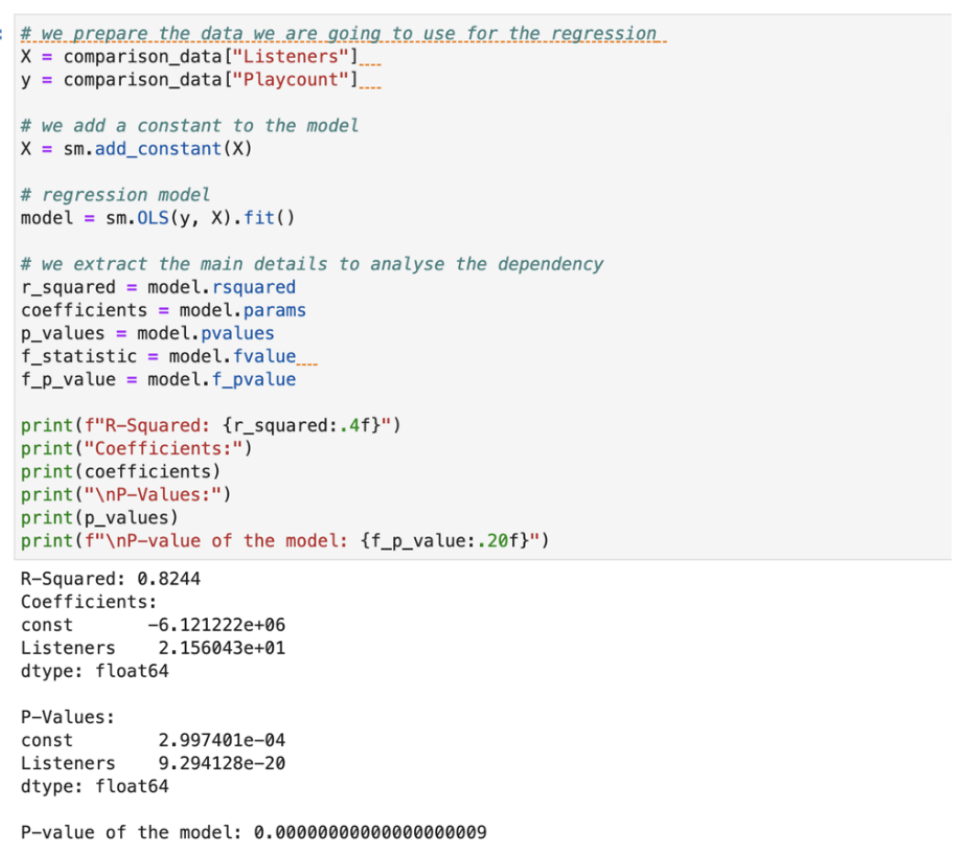 # we prepare the data we are going to use for the regression
X = comparison_data["Listeners"]
y = comparison_data["Playcount"]
# we add a constant to the model
X = sm.add_constant(X)
# regression model
model = sm.OLS(y, X).fit()
# we extract the main details to analyse the dependency
r_squared = model.rsquared
coefficients = model.params
p_values = model.pvalues
f_statistic = model.fvalue
f_p_value = model.f_pvalue
print(f"R-Squared: {r_squared:.4f}")
print("Coefficients:")
print(coefficients)
print("\nP-Values:")
print(p_values)
print(f"\nP-value of the model: {f_p_value:.20f}")
R-Squared: 0.8244
Coefficients:
const -6.121222e+06
Listeners 2.156043e+01
dtype: float64
P-Values:
const 2.997401e-04
Listeners 9.294128e-20
dtype: float64
P-value of the model: 0.00000000000000000009